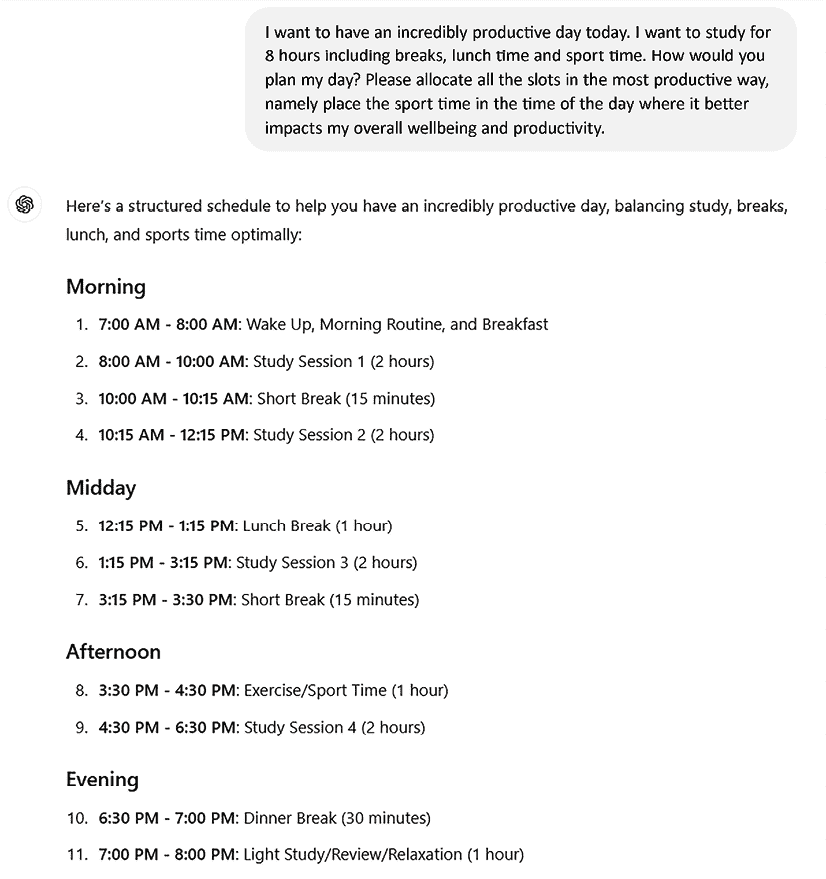 I want to have an incredibly productive day today. I want to study for
8 hours including breaks, lunch time and sport time. How would you
plan my day? Please allocate all the slots in the most productive way,
namely place the sport time in the time of the day where it better
impacts my overall wellbeing and productivity.
Here's a structured schedule to help you have an incredibly productive day, balancing study, breaks,
lunch, and sports time optimally:
Morning
1. 7:00 AM - 8:00 AM: Wake Up, Morning Routine, and Breakfast
2. 8:00 AM - 10:00 AM: Study Session 1 (2 hours)
3. 10:00 AM - 10:15 AM: Short Break (15 minutes)
4. 10:15 AM - 12:15 PM: Study Session 2 (2 hours)
Midday
5. 12:15 PM - 1:15 PM: Lunch Break (1 hour)
6. 1:15 PM - 3:15 PM: Study Session 3 (2 hours)
7. 3:15 PM - 3:30 PM: Short Break (15 minutes)
Afternoon
8. 3:30 PM - 4:30 PM: Exercise/Sport Time (1 hour)
9. 4:30 PM - 6:30 PM: Study Session 4 (2 hours)
Evening
10. 6:30 PM - 7:00 PM: Dinner Break (30 minutes)
11. 7:00 PM - 8:00 PM: Light Study/Review/Relaxation (1 hour)